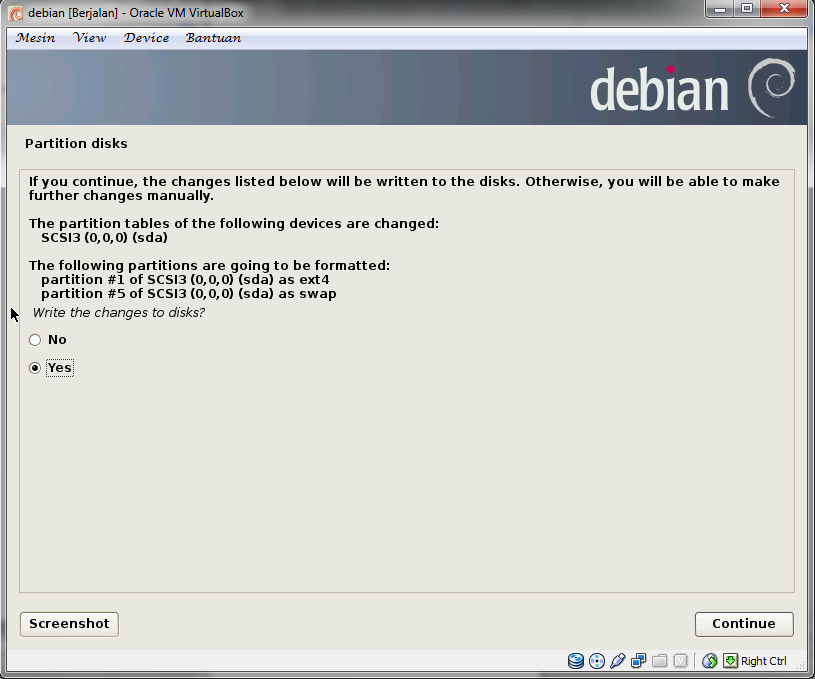 debian [Berjalan] - Oracle VM VirtualBox
Mesin View Device Bantuan
debian
Partition disks
If you continue, the changes listed below will be written to the disks. Otherwise, you will be able to make
further changes manually.
The partition tables of the following devices are changed:
SCSI3 (0,0,0) (sda)
The following partitions are going to be formatted:
partition #1 of SCSI3 (0,0,0) (sda) as ext4
partition #5 of SCSI3 (0,0,0) (sda) as swap
Write the changes to disks?
No
Yes
Screenshot Continue
Right Ctrl